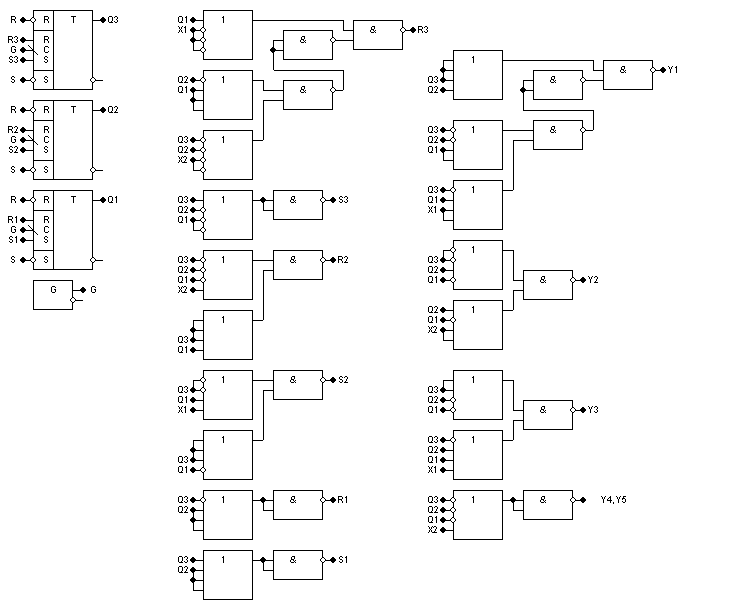 R R T Q3
R3 R
G C
S3 S
S S
R R T Q2
R2 R
G C
S2 S
S S
R R T Q1
R1 R
G C
S1 S
S S
G G
Q1 1 & R3
X1
&
Q2 1
Q1 &
Q3 1
Q2
X2
Q3 1 & S3
Q2
Q1
Q3 1 & R2
Q2
Q1
X2
1
Q3
Q1
1 & S2
Q3
Q1
X1
1
Q3
Q1
Q3 1 & R1
Q2
Q3 1 & S1
Q2
1 & Y1
Q3
Q2
&
Q3 1 &
Q2
Q1
Q3 1
Q1
X1
1 & Y2
Q3
Q2
Q1
Q2 1
Q1
X2
1 & Y3
Q3
Q2
Q1
Q3 1
Q2
Q1
X1
Q3 1 & Y4,Y5
Q2
Q1
X2